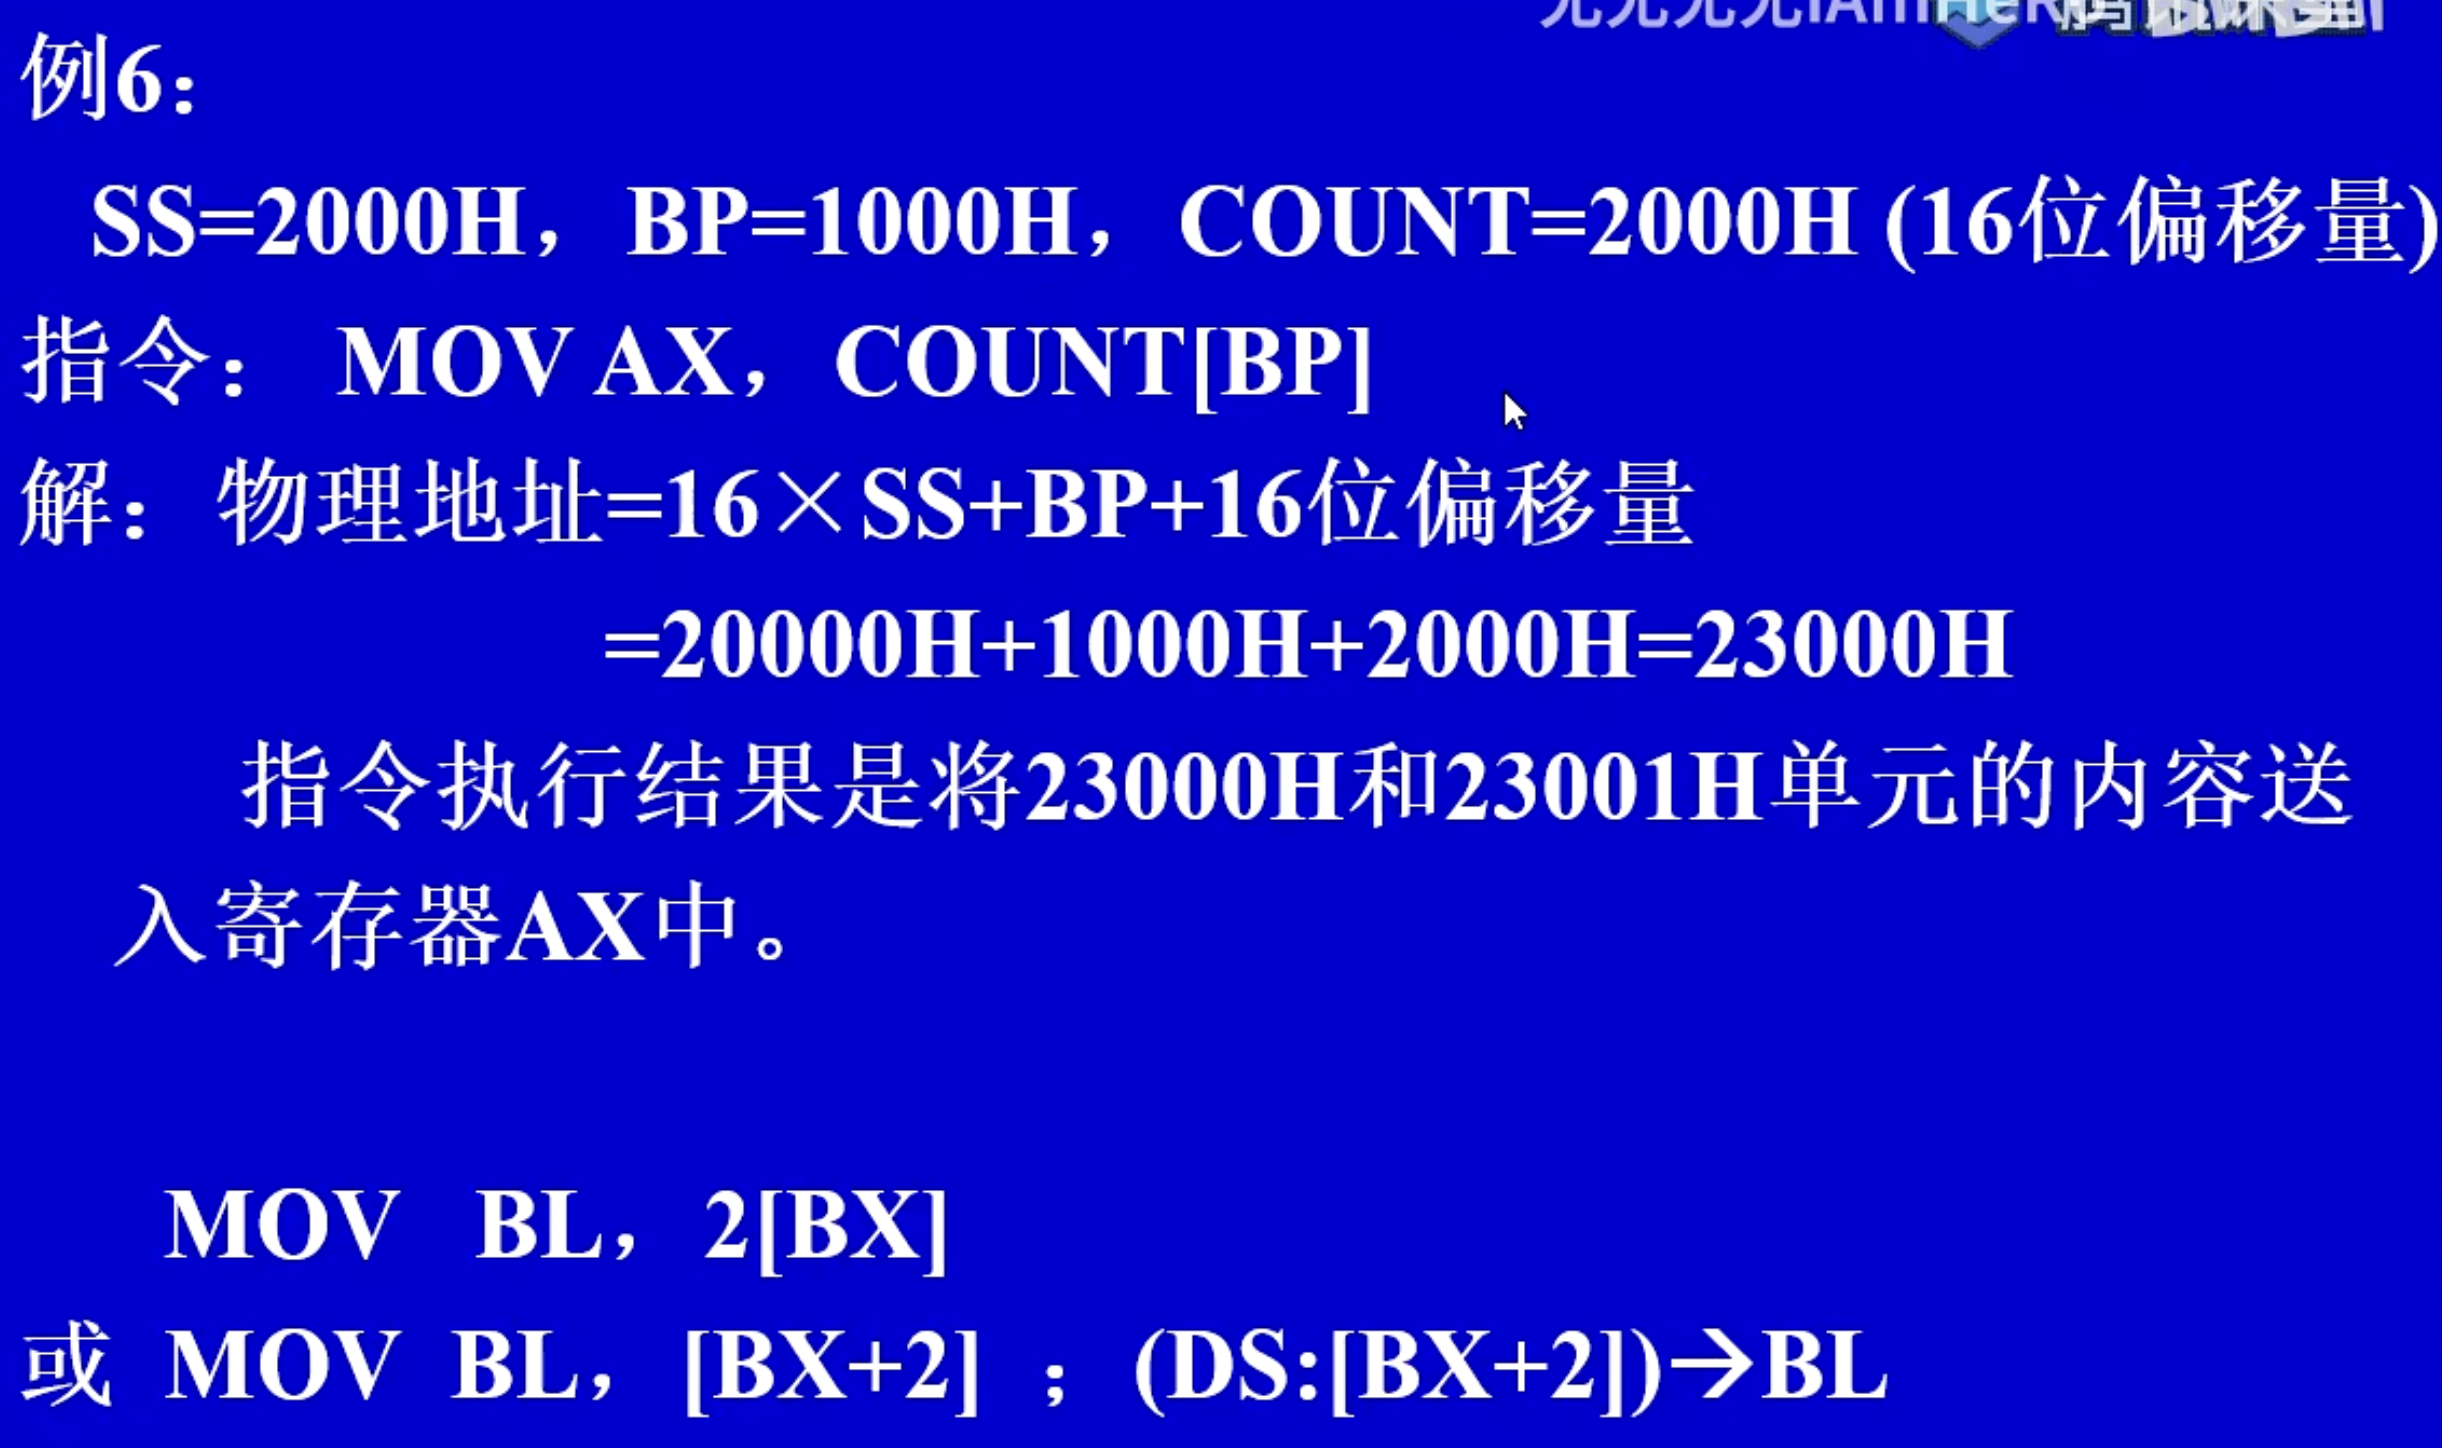 例6：
SS=2000H，BP=1000H，COUNT=2000H (16位偏移量)
指令： MOV AX，COUNT[BP]
解：物理地址=16×SS+BP+16位偏移量
=20000H+1000H+2000H=23000H
指令执行结果是将23000H和23001H单元的内容送
入寄存器AX中。
MOV BL，2[BX]
或 MOV BL，[BX+2] ；(DS:[BX+2])→BL